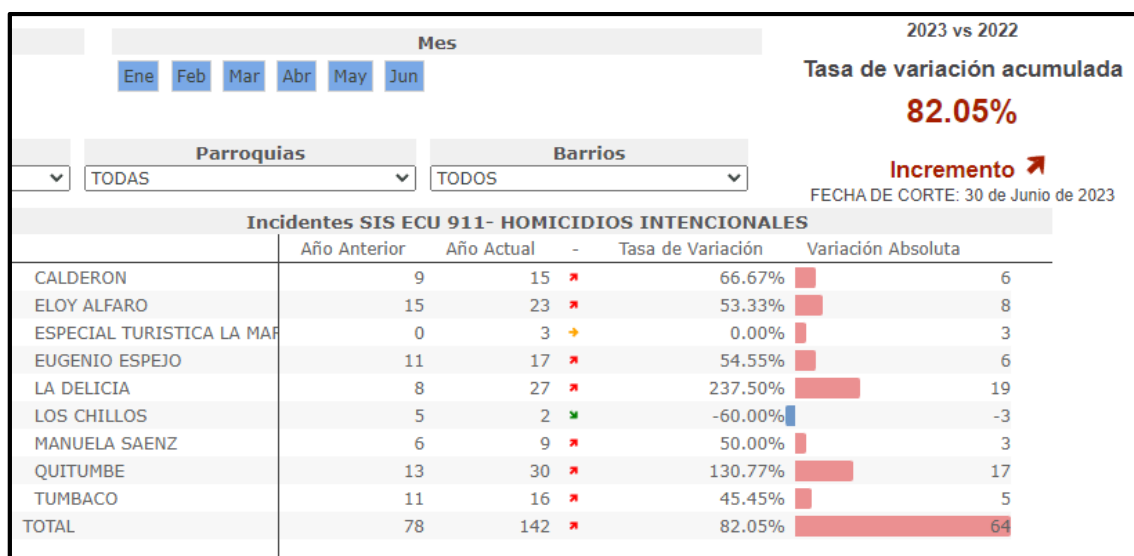 2023 vs 2022
Mes
Ene Feb Mar Abr May Jun
Tasa de variación acumulada
82.05%
Parroquias Barrios
TODAS TODOS
Incremento
FECHA DE CORTE: 30 de Junio de 2023
Incidentes SIS ECU 911- HOMICIDIOS INTENCIONALES
Año Anterior Año Actual - Tasa de Variación Variación Absoluta
CALDERON 9 15 66.67% 6
ELOY ALFARO 15 23 53.33% 8
ESPECIAL TURISTICA LA MAR 0 3 0.00% 3
EUGENIO ESPEJO 11 17 54.55% 6
LA DELICIA 8 27 237.50% 19
LOS CHILLOS 5 2 -60.00% -3
MANUELA SAENZ 6 9 50.00% 3
QUITUMBE 13 30 130.77% 17
TUMBACO 11 16 45.45% 5
TOTAL 78 142 82.05% 64